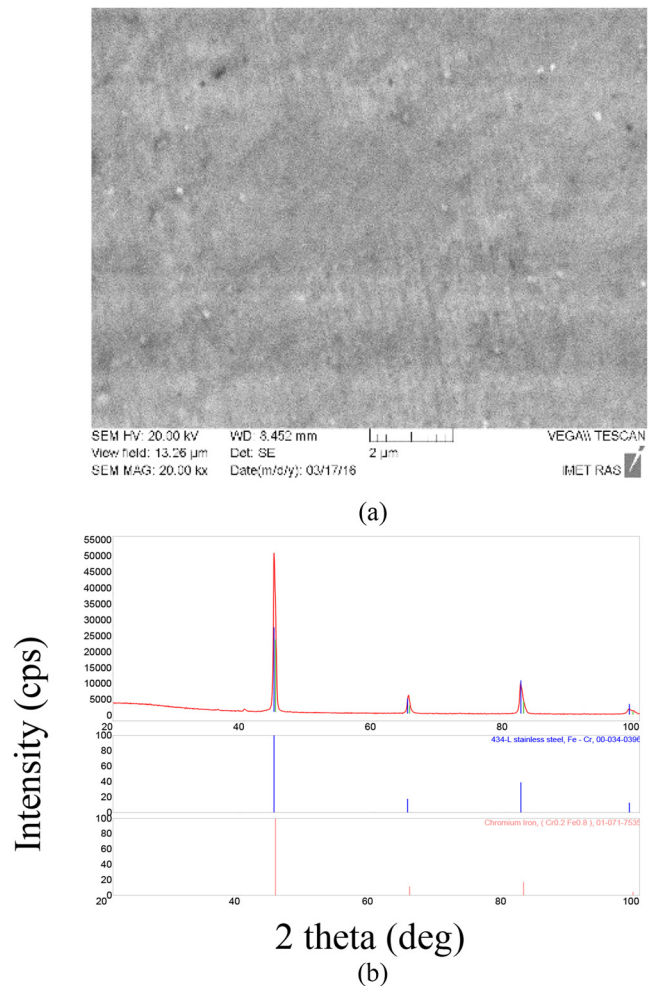 SEM HV: 20.00 kV WD: 8.452 mm VEGA\\ TESCAN
View field: 13.26 µm Det: SE 2 µm
SEM MAG: 20.00 kx Date(m/d/y): 03/17/16 IMET RAS
(a)
Intensity (cps)
55000
50000
45000
40000
35000
30000
25000
20000
15000
10000
5000
0
20 40 60 80 100
434-L stainless steel, Fe - Cr, 00-034-0396
100
80
60
40
20
0
Chromium Iron, ( Cr0.2 Fe0.8 ), 01-071-7535
100
80
60
40
20
0
20 40 60 80 100
2 theta (deg)
(b)